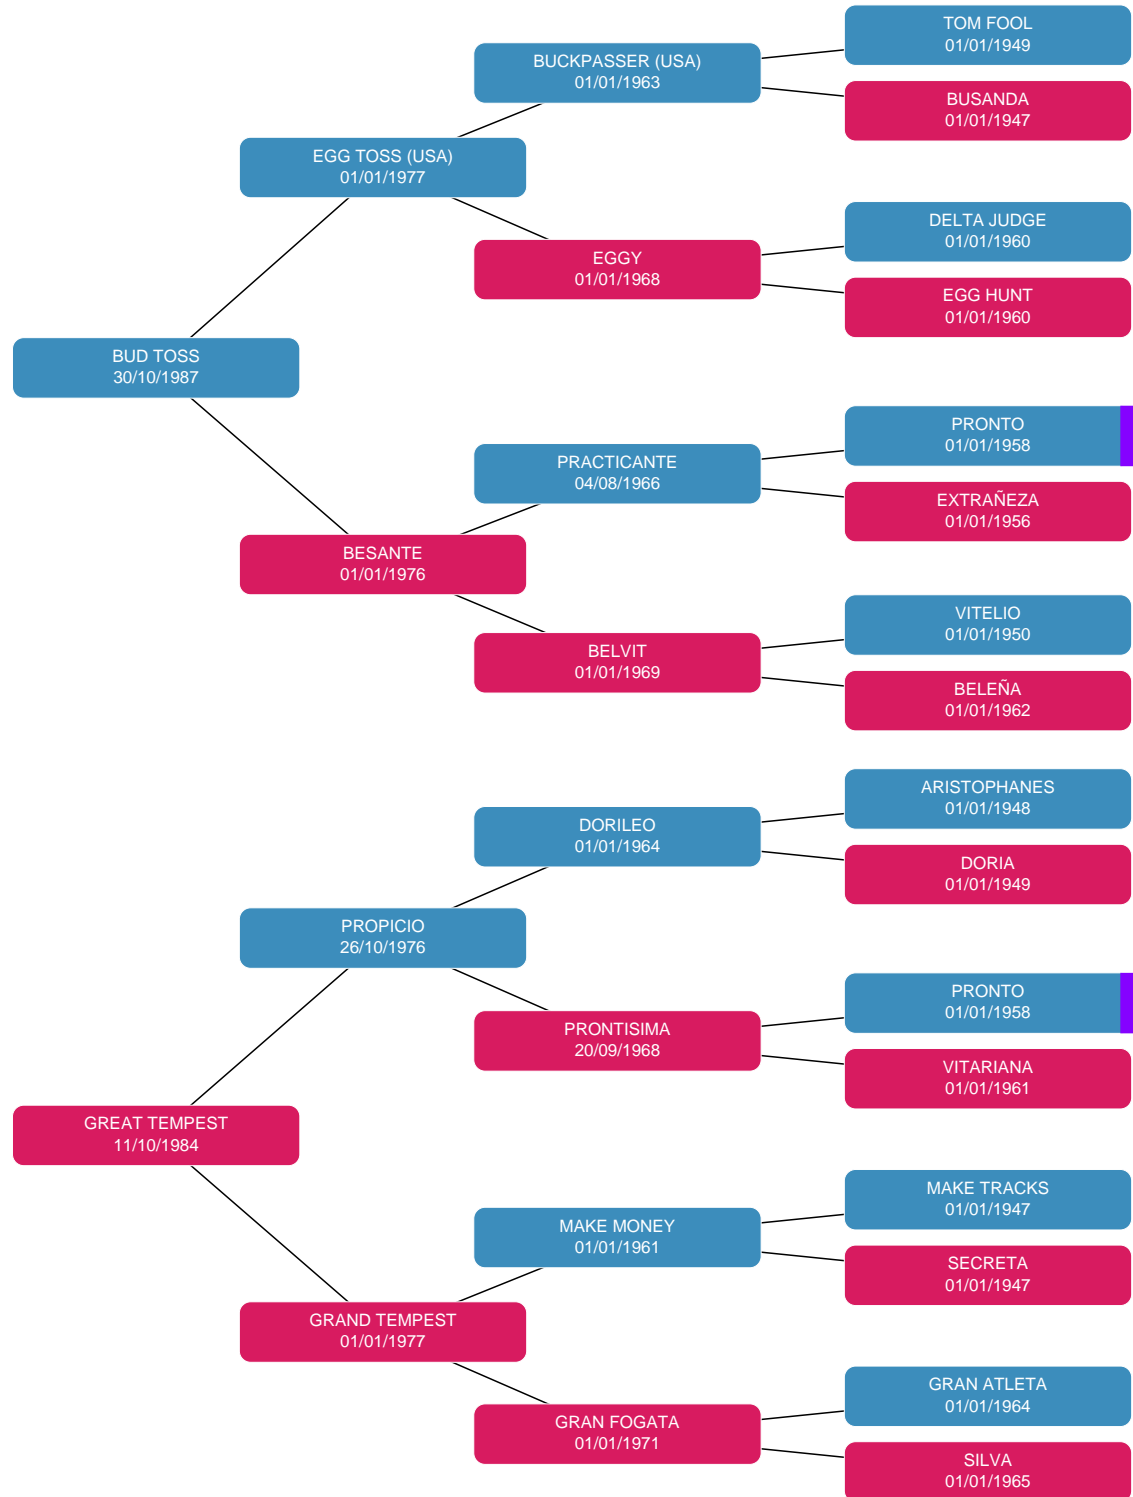 TOM FOOL
01/01/1949
BUCKPASSER (USA)
01/01/1963
BUSANDA
01/01/1947
EGG TOSS (USA)
01/01/1977
DELTA JUDGE
01/01/1960
EGGY
01/01/1968
EGG HUNT
01/01/1960
BUD TOSS
30/10/1987
PRONTO
01/01/1958
PRACTICANTE
04/08/1966
EXTRAÑEZA
01/01/1956
BESANTE
01/01/1976
VITELIO
01/01/1950
BELVIT
01/01/1969
BELEÑA
01/01/1962
ARISTOPHANES
01/01/1948
DORILEO
01/01/1964
DORIA
01/01/1949
PROPICIO
26/10/1976
PRONTO
01/01/1958
PRONTISIMA
20/09/1968
VITARIANA
01/01/1961
GREAT TEMPEST
11/10/1984
MAKE TRACKS
01/01/1947
MAKE MONEY
01/01/1961
SECRETA
01/01/1947
GRAND TEMPEST
01/01/1977
GRAN ATLETA
01/01/1964
GRAN FOGATA
01/01/1971
SILVA
01/01/1965